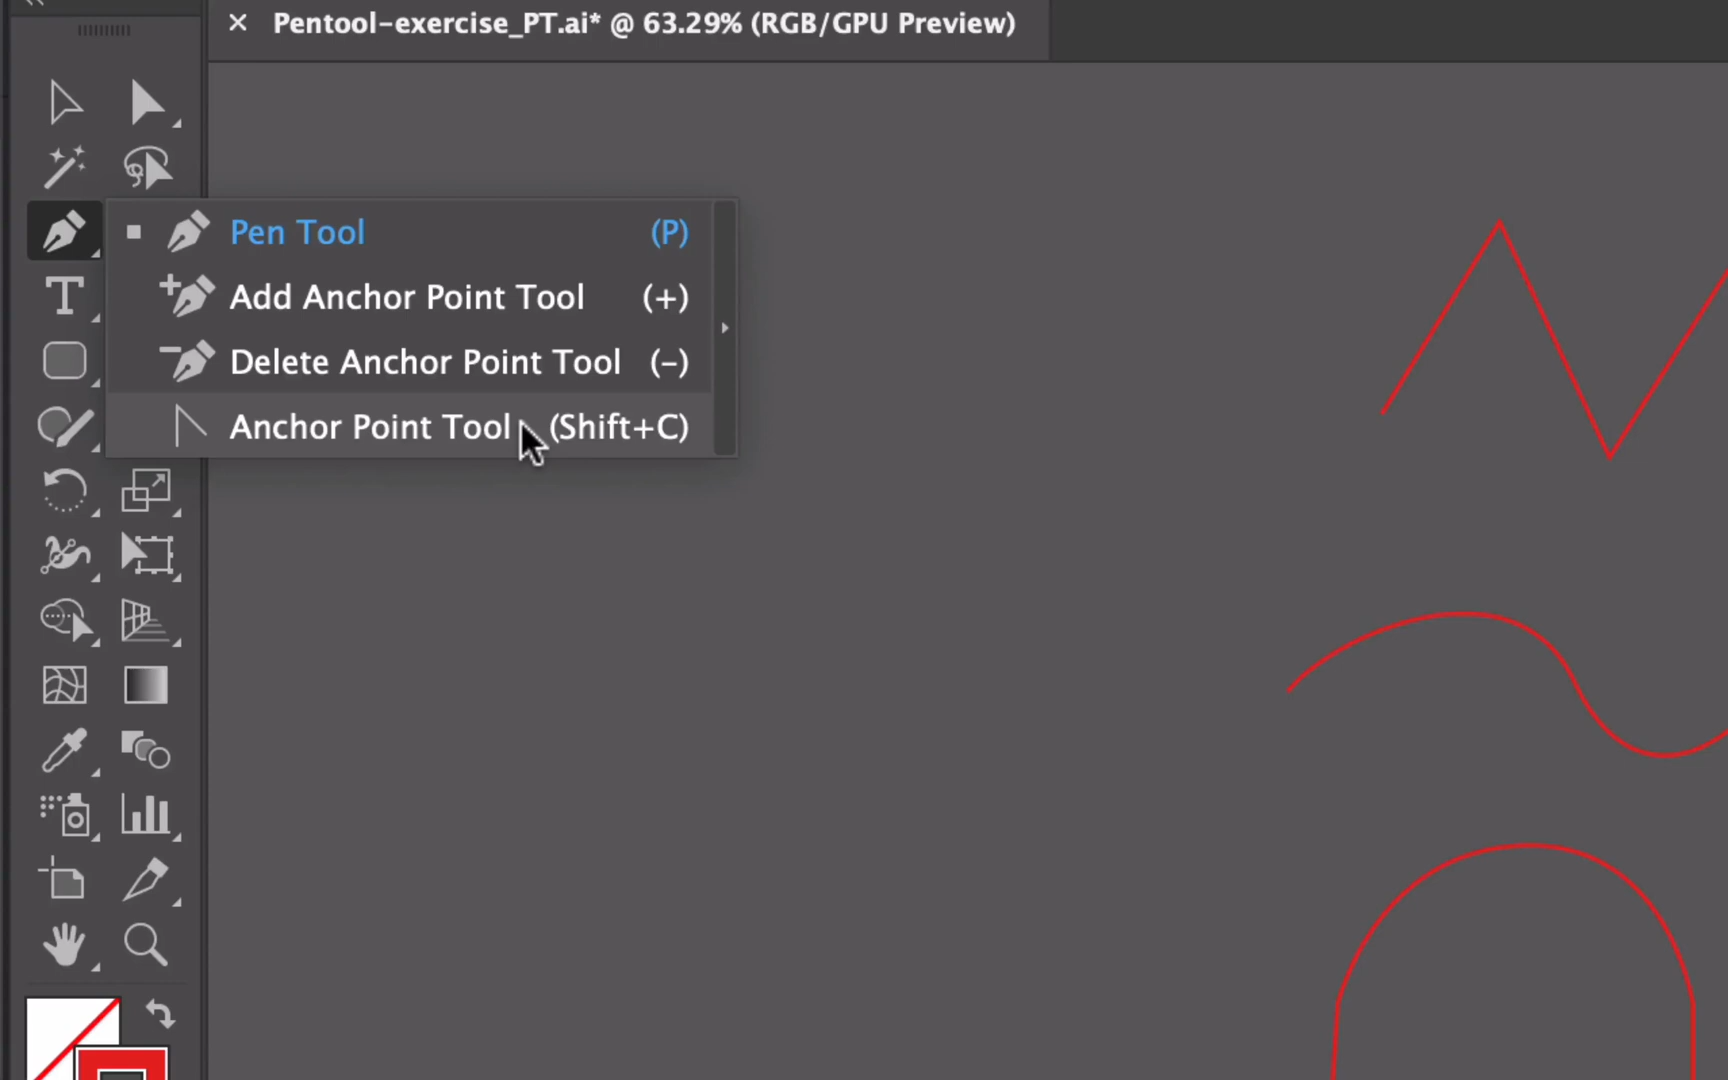 Pentool-exercise_PT.ai* @ 63.29% (RGB/GPU Preview)
Pen Tool (P)
Add Anchor Point Tool (+)
Delete Anchor Point Tool (-)
Anchor Point Tool (Shift+C)